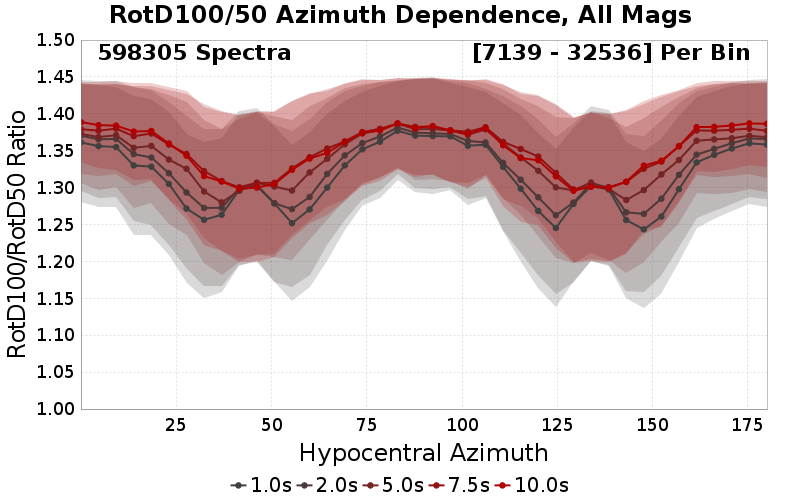 RotD100/50 Azimuth Dependence, All Mags
598305 Spectra
[7139 - 32536] Per Bin
RotD100/RotD50 Ratio
1.50
1.45
1.40
1.35
1.30
1.25
1.20
1.15
1.10
1.05
1.00
25 50 75 100 125 150 175
Hypocentral Azimuth
1.0s 2.0s 5.0s 7.5s 10.0s